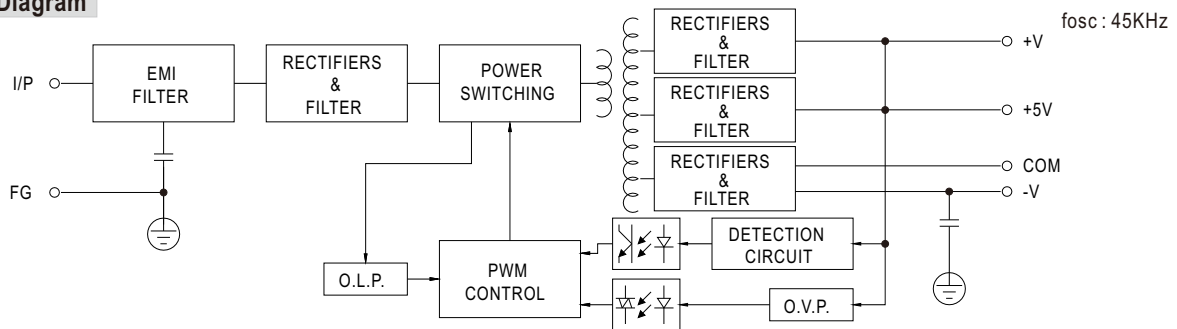 Diagram
fosc : 45KHz
I/P
EMI
FILTER
RECTIFIERS
&
FILTER
POWER
SWITCHING
RECTIFIERS
&
FILTER
+V
RECTIFIERS
&
FILTER
+5V
RECTIFIERS
&
FILTER
COM
-V
FG
O.L.P.
PWM
CONTROL
DETECTION
CIRCUIT
O.V.P.